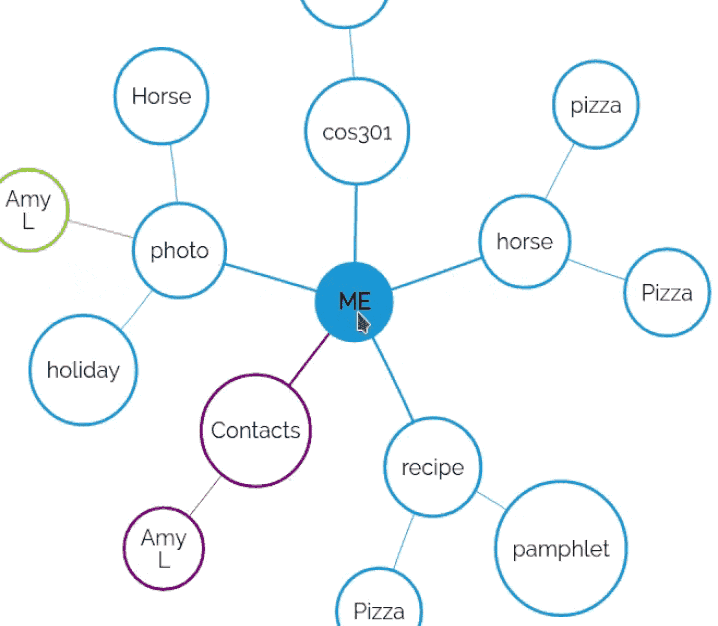 Horse
pizza
cos301
Amy
L
photo
horse
Pizza
ME
holiday
Contacts
recipe
Amy
L
pamphlet
Pizza